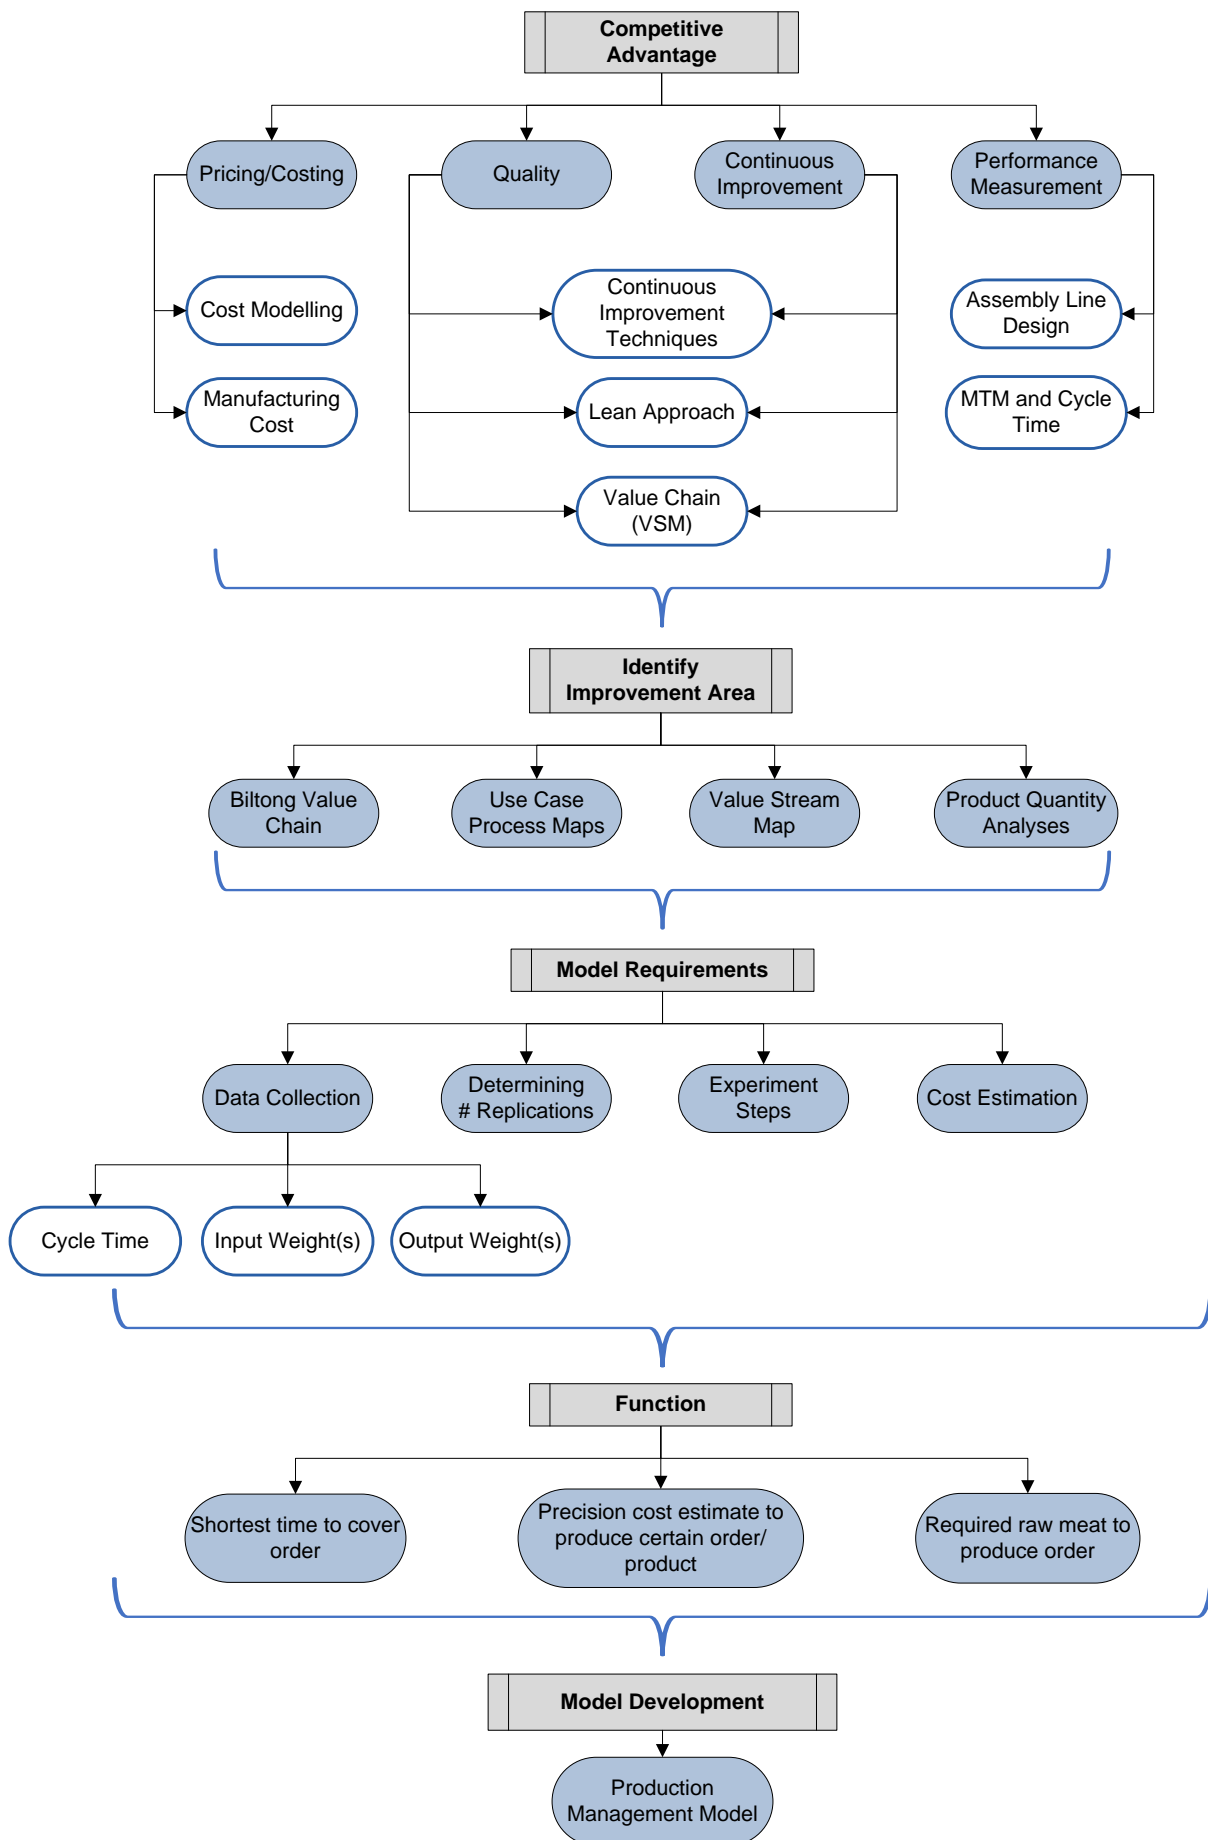 Competitive
Advantage
Pricing/Costing
Quality
Continuous
Improvement
Performance
Measurement
Cost Modelling
Continuous
Improvement
Techniques
Assembly Line
Design
Manufacturing
Cost
Lean Approach
MTM and Cycle
Time
Value Chain
(VSM)
Identify
Improvement Area
Biltong Value
Chain
Use Case
Process Maps
Value Stream
Map
Product Quantity
Analyses
Model Requirements
Data Collection
Determining
# Replications
Experiment
Steps
Cost Estimation
Cycle Time
Input Weight(s)
Output Weight(s)
Function
Shortest time to cover
order
Precision cost estimate to
produce certain order/
product
Required raw meat to
produce order
Model Development
Production
Management Model